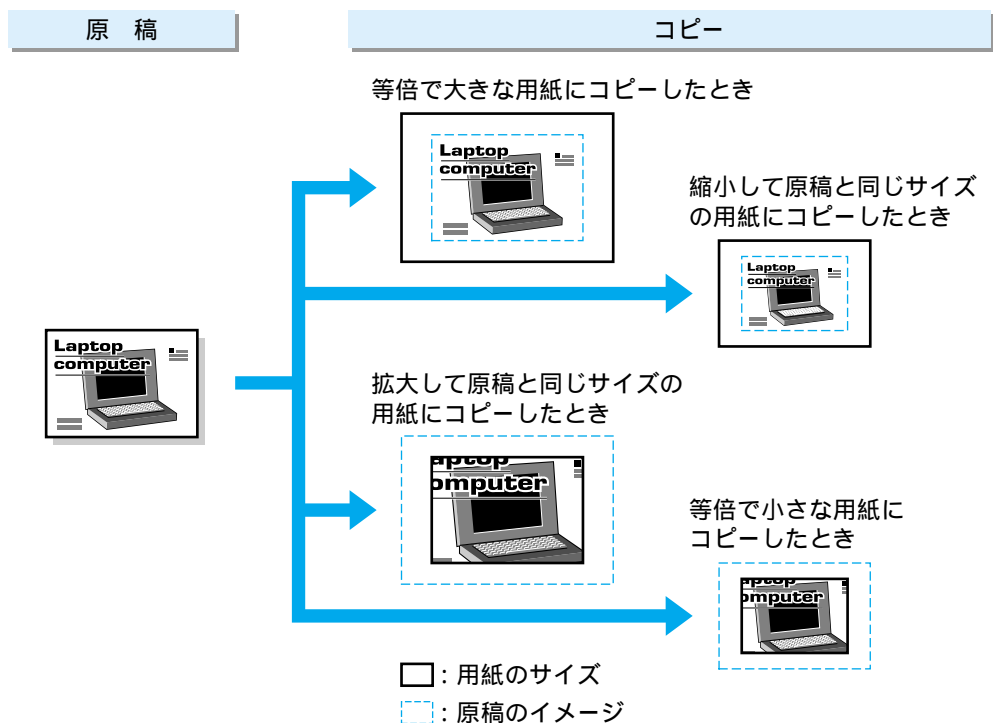 原　稿
コピー
等倍で大きな用紙にコピーしたとき
Laptop
computer
縮小して原稿と同じサイズ
の用紙にコピーしたとき
Laptop
computer
Laptop
computer
拡大して原稿と同じサイズの
用紙にコピーしたとき
aptop
omputer
等倍で小さな用紙に
コピーしたとき
aptop
omputer
：用紙のサイズ
：原稿のイメージ